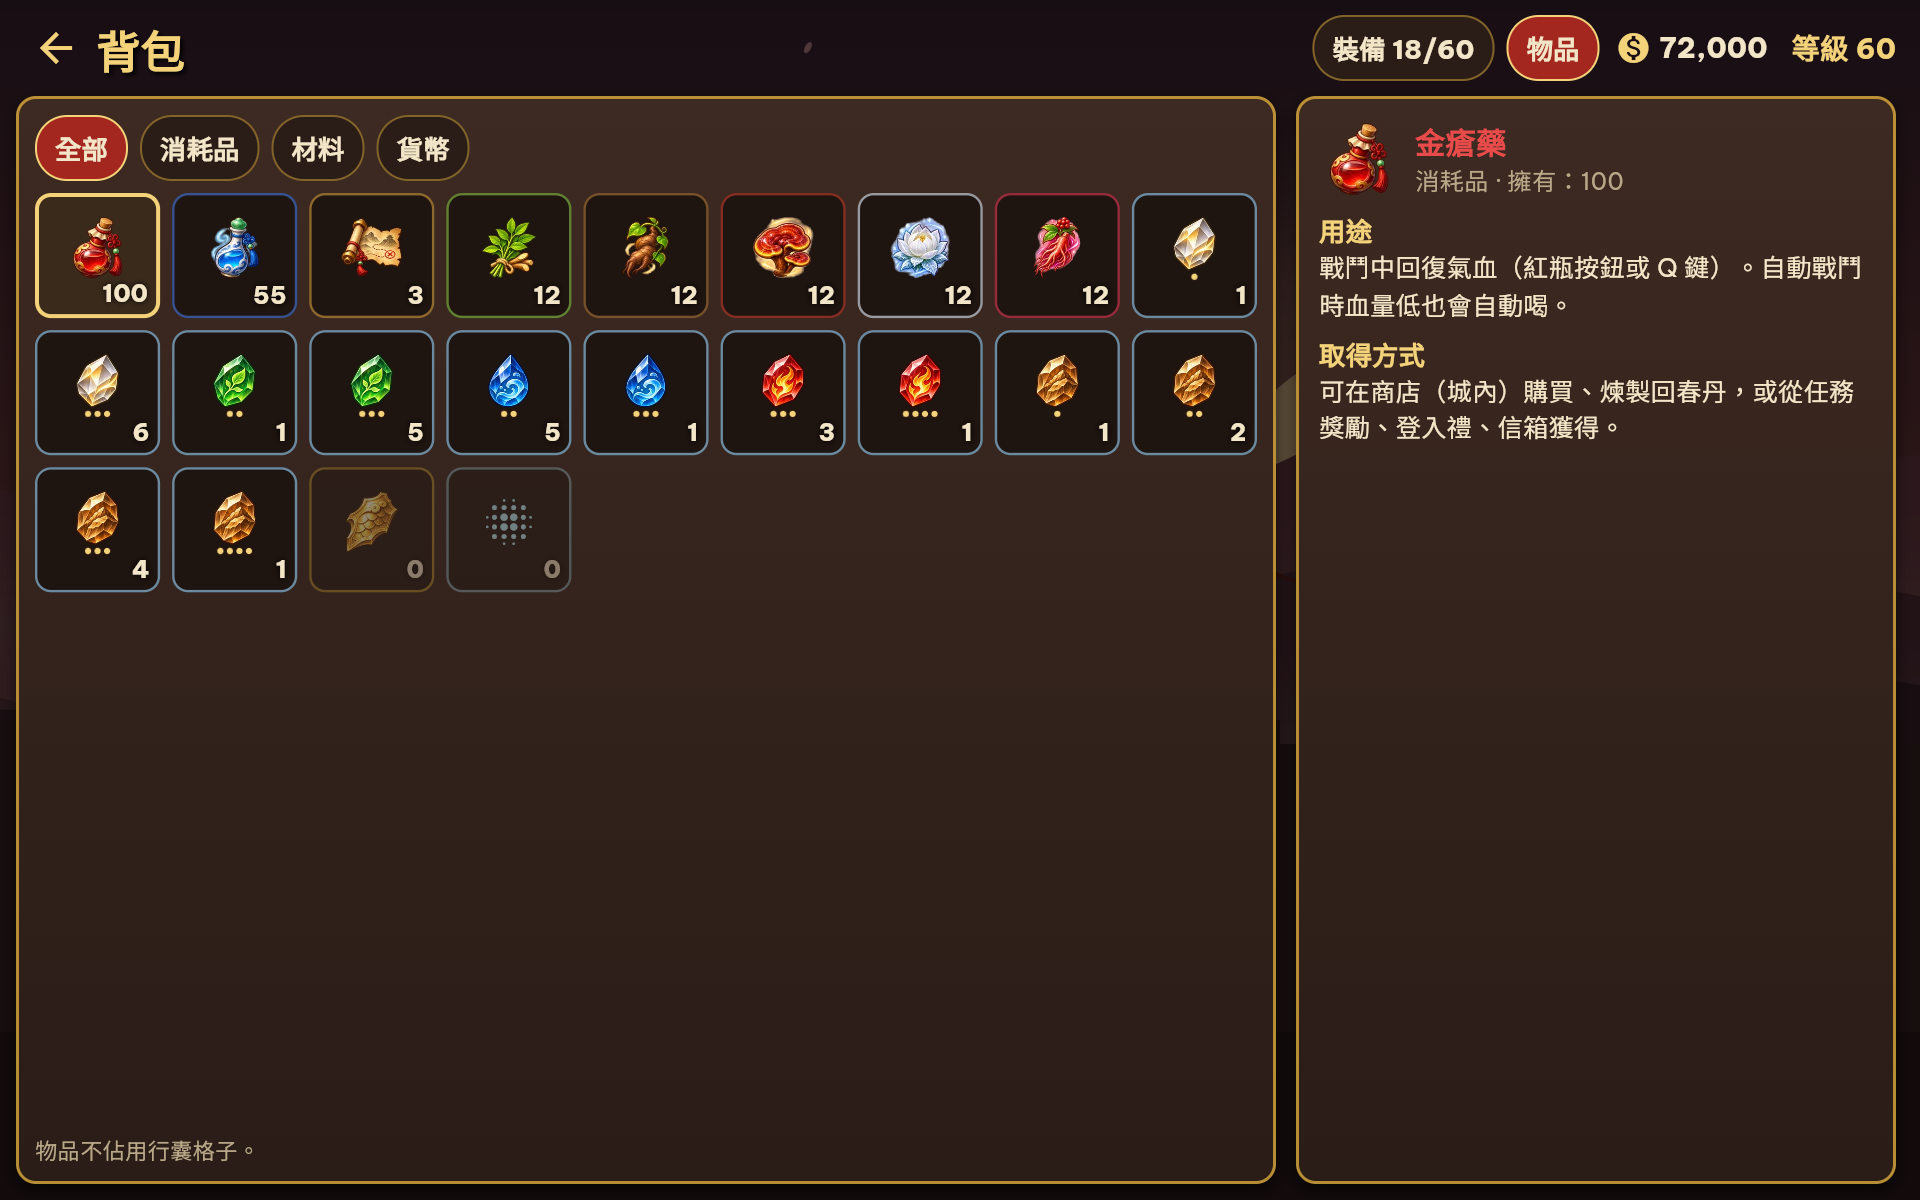 背包
裝備 18/60
物品
72,000
等級 60
全部
消耗品
材料
貨幣
100
55
3
12
12
12
12
12
1
6
1
5
5
1
3
1
1
2
4
1
0
0
物品不佔用行囊格子。
金瘡藥
消耗品 · 擁有：100
用途
戰鬥中回復氣血（紅瓶按鈕或 Q 鍵）。自動戰鬥
時血量低也會自動喝。
取得方式
可在商店（城內）購買、煉製回春丹，或從任務
獎勵、登入禮、信箱獲得。